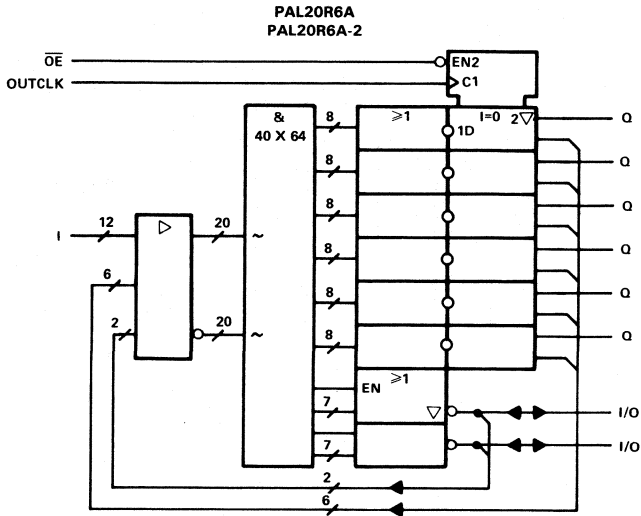 PAL20R6A
PAL20R6A-2
OE
EN2
OUTCLK
C1
&
40 X 64
8
≥1
I=0
2▽
Q
1D
8
Q
8
Q
I
12
▷
20
~
8
Q
6
8
Q
2
20
~
8
Q
EN
≥1
7
▽
I/O
7
I/O
2
6